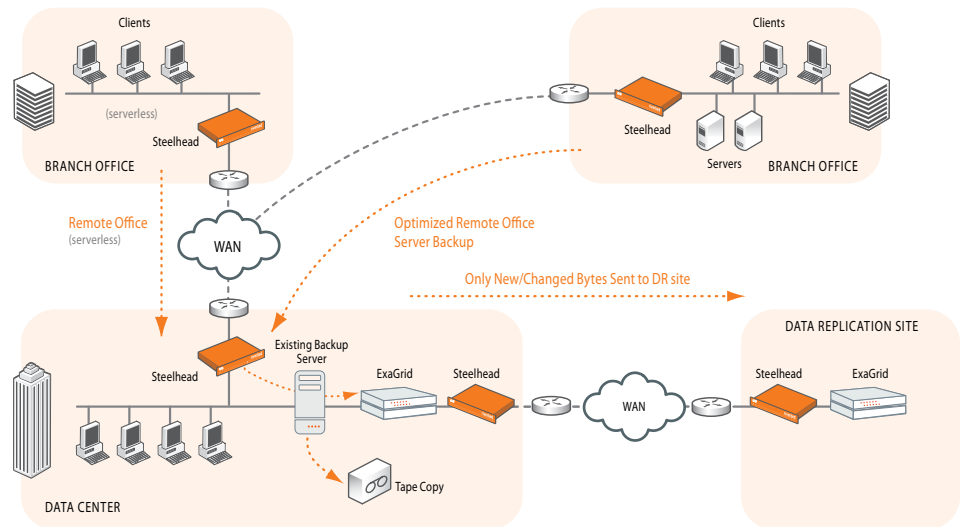 Clients
(serverless)
Steelhead
BRANCH OFFICE
Clients
Steelhead
Servers
BRANCH OFFICE
Remote Office
(serverless)
WAN
Optimized Remote Office
Server Backup
Only New/Changed Bytes Sent to DR site
Steelhead
Existing Backup
Server
ExaGrid
Steelhead
Tape Copy
DATA CENTER
WAN
DATA REPLICATION SITE
Steelhead
ExaGrid